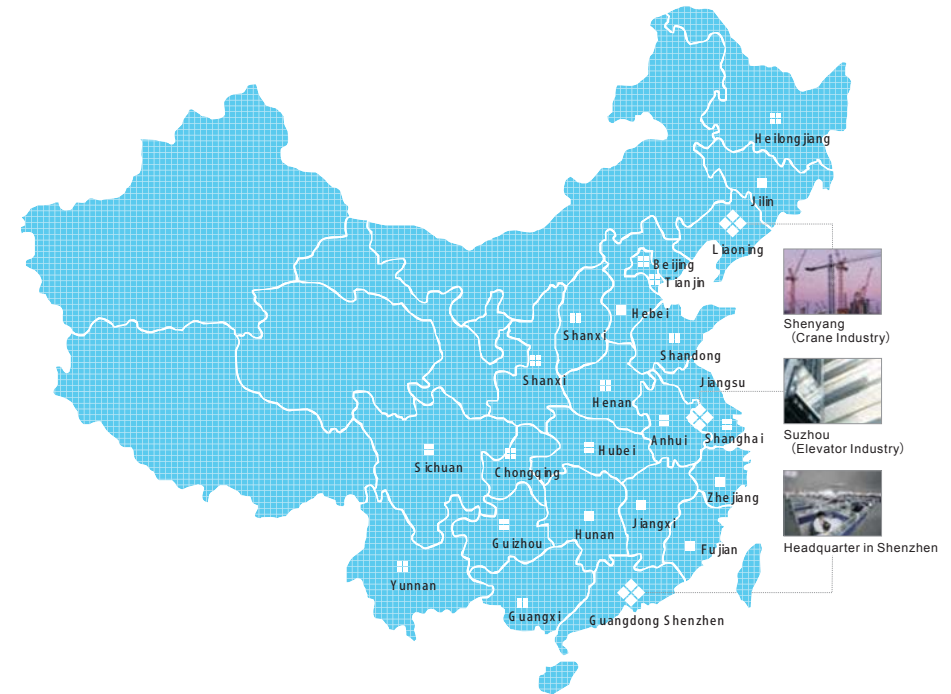 Heilongjiang
Jilin
Liaoning
Beijing
Tianjin
Hebei
Shanxi
Shandong
Shanxi
Henan
Jiangsu
Anhui
Shanghai
Hubei
Sichuan
Chongqing
Zhejiang
Jiangxi
Hunan
Guizhou
Fujian
Yunnan
Guangxi
Guangdong Shenzhen
Shenyang
(Crane Industry)
Suzhou
(Elevator Industry)
Headquarter in Shenzhen